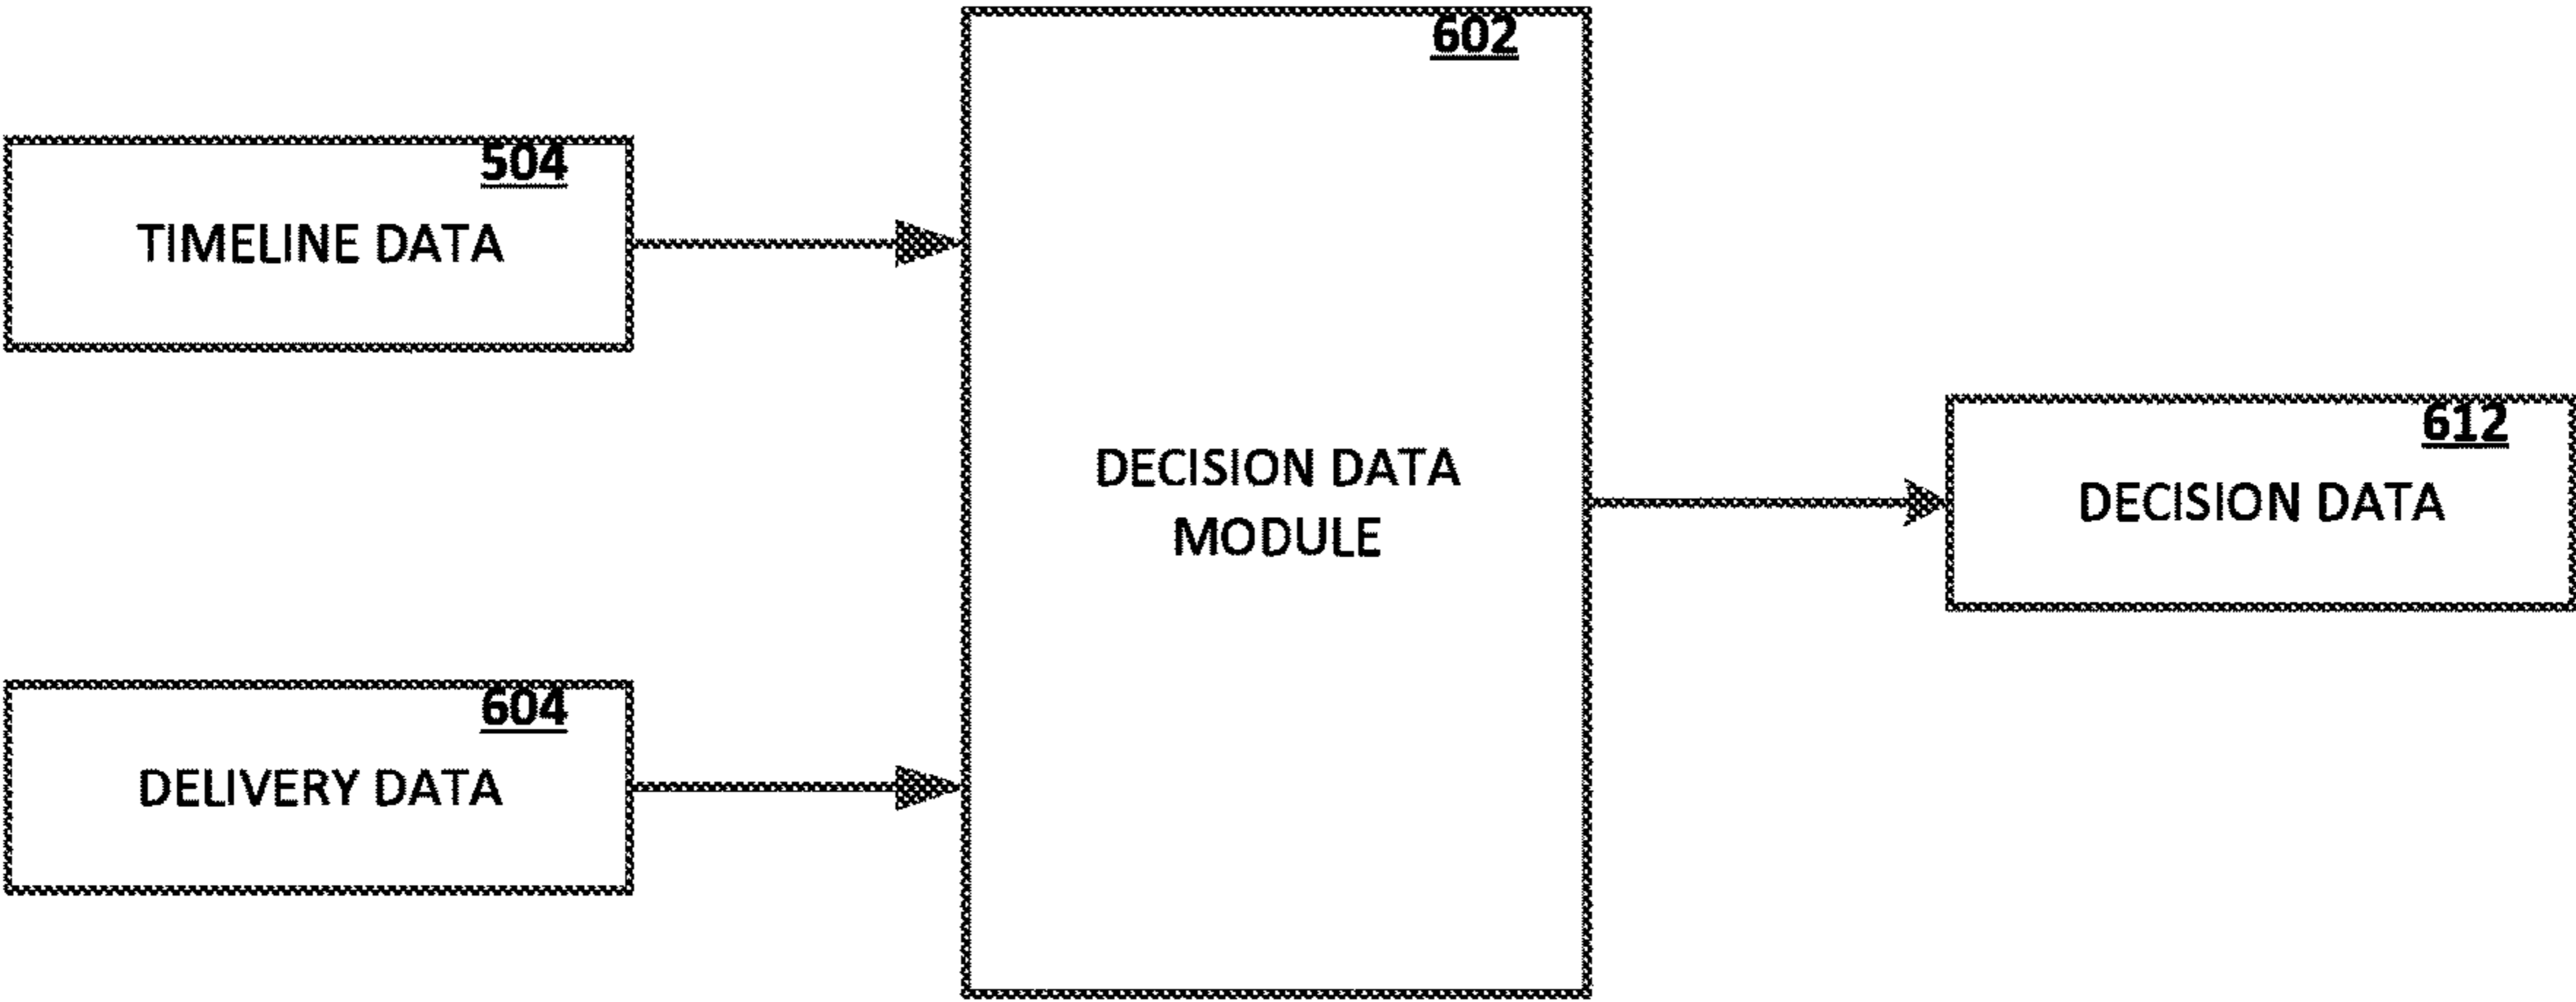 504
TIMELINE DATA
604
DELIVERY DATA
602
DECISION DATA
MODULE
612
DECISION DATA